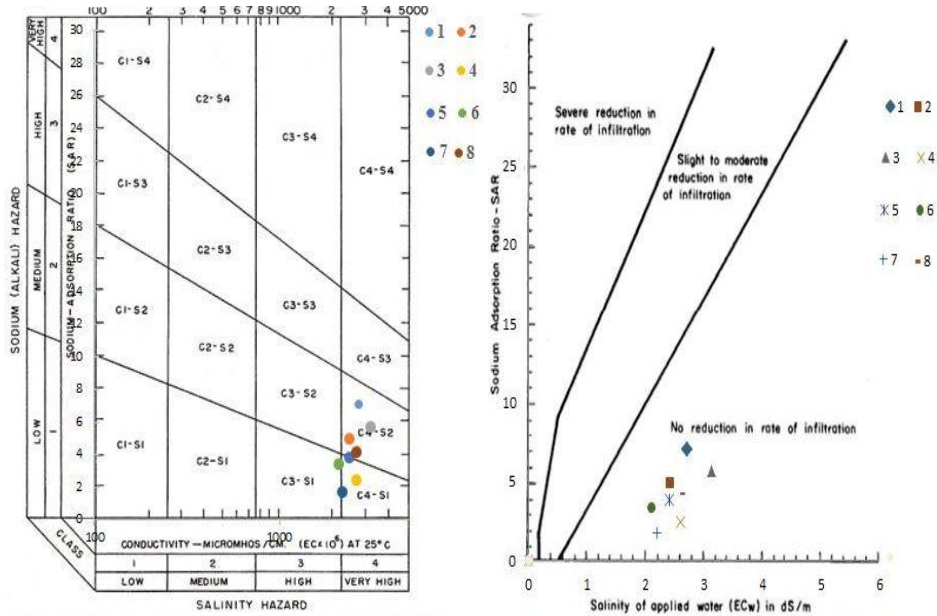 100 2 3 4 5 6 7 8 9 1000 2 3 4 5000
30
28
26
24
22
20
18
16
14
12
10
8
6
4
2
0
SODIUM (ALKALI) HAZARD
VERY HIGH
HIGH
MEDIUM
LOW
4
3
2
1
SODIUM-ADSORPTION RATIO (SAR)
C1-S4
C2-S4
C3-S4
C4-S4
C1-S3
C2-S3
C3-S3
C4-S3
C1-S2
C2-S2
C3-S2
C4-S2
C1-S1
C2-S1
C3-S1
C4-S1
1 2
3 4
5 6
7 8
CLASS
100 1000
CONDUCTIVITY—MICROMHOS/CM. (EC×10⁶) AT 25°C
1 2 3 4
LOW MEDIUM HIGH VERY HIGH
SALINITY HAZARD
Sodium Adsorption Ratio-SAR
30
25
20
15
10
5
0
Severe reduction in
rate of infiltration
Slight to moderate
reduction in rate
of infiltration
No reduction in rate of infiltration
1 2
3 4
5 6
7 8
0 1 2 3 4 5 6
Salinity of applied water (ECw) in dS/m